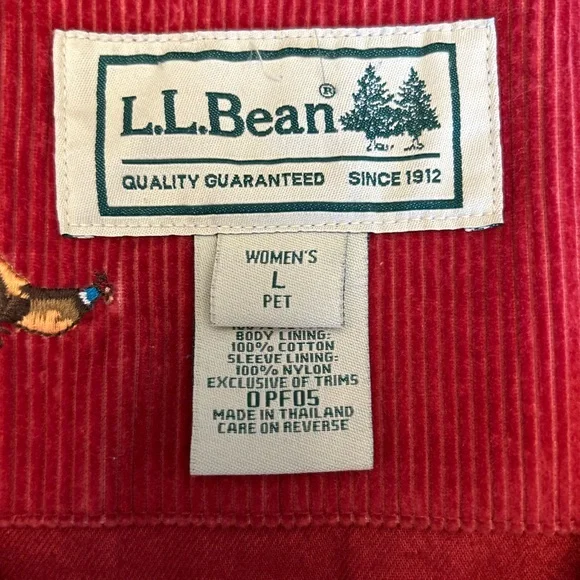 L.L.Bean®
QUALITY GUARANTEED SINCE 1912
WOMEN'S
L
PET
BODY LINING:
100% COTTON
SLEEVE LINING:
100% NYLON
EXCLUSIVE OF TRIMS
0PF05
MADE IN THAILAND
CARE ON REVERSE